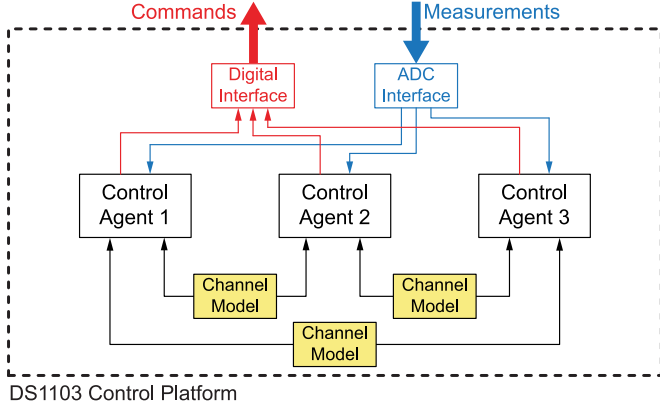 Commands
Measurements
Digital
Interface
ADC
Interface
Control
Agent 1
Control
Agent 2
Control
Agent 3
Channel
Model
Channel
Model
Channel
Model
DS1103 Control Platform